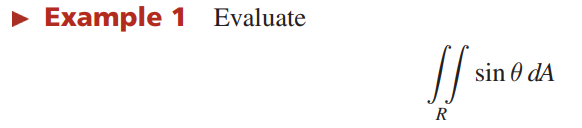 ▶ Example 1 Evaluate
∬ sin θ dA
R